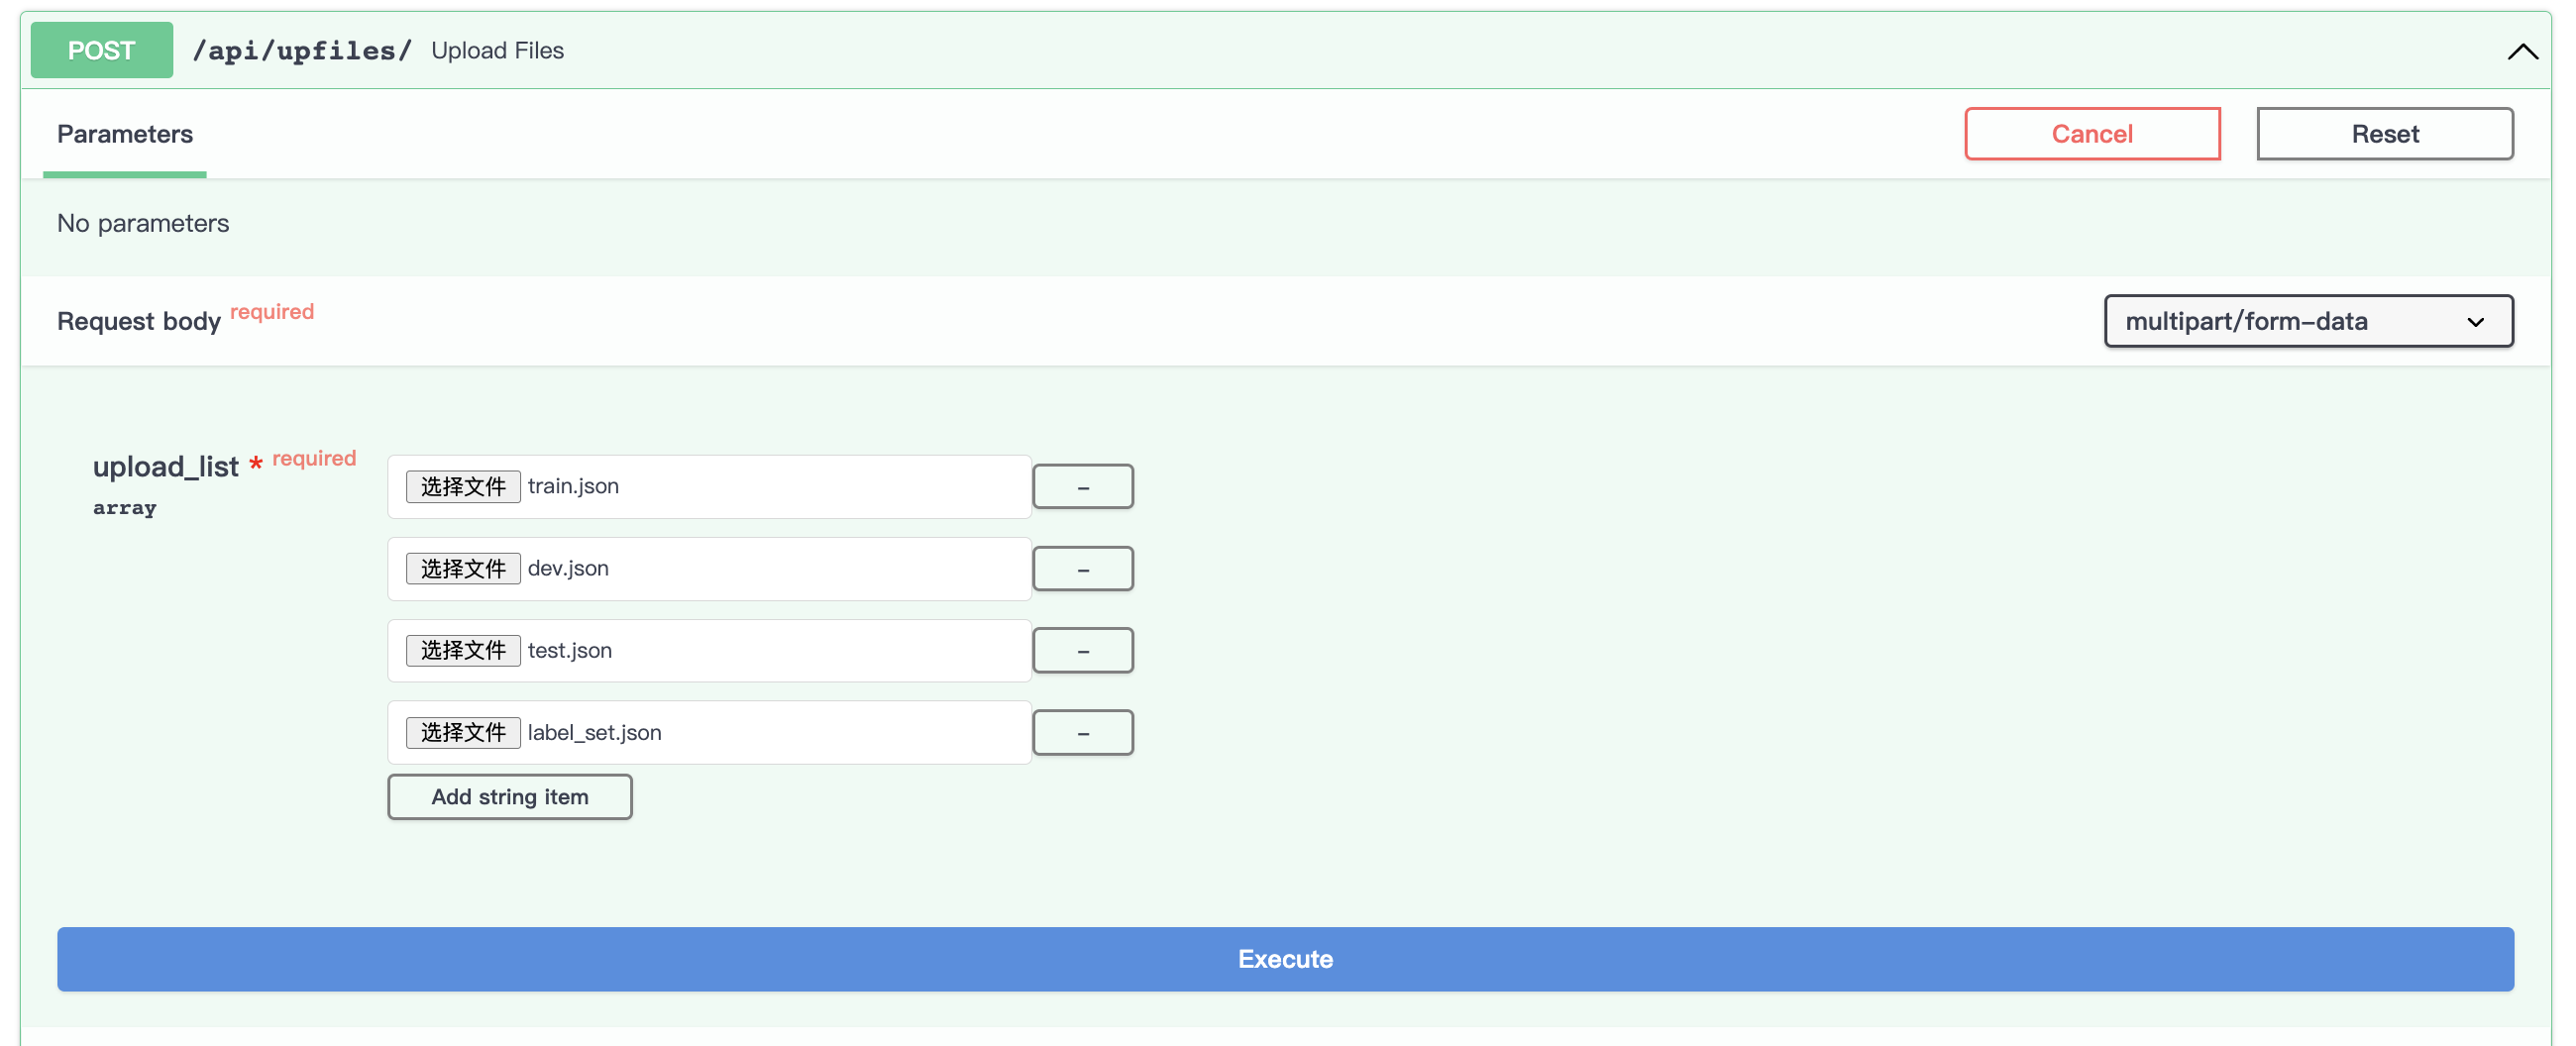 POST /api/upfiles/ Upload Files
Parameters Cancel Reset
No parameters
Request body required multipart/form-data
upload_list * required
array
选择文件 train.json -
选择文件 dev.json -
选择文件 test.json -
选择文件 label_set.json -
Add string item
Execute